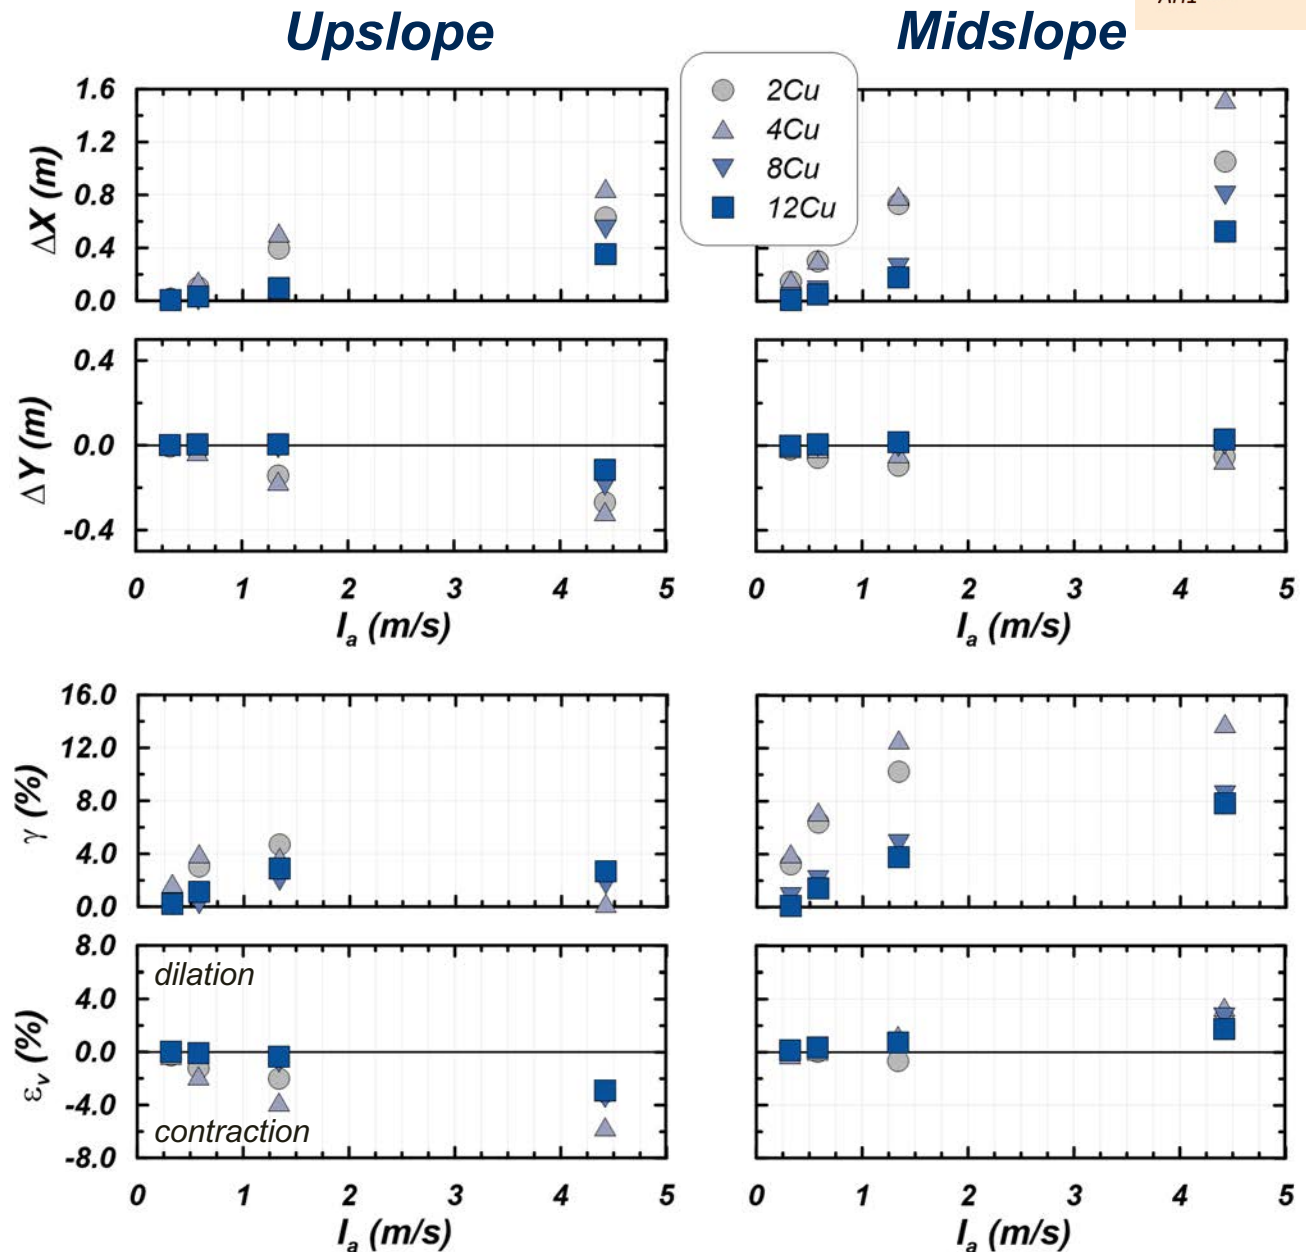 Upslope
Midslope
2Cu
4Cu
8Cu
12Cu
ΔX (m)
1.6
1.2
0.8
0.4
0.0
ΔY (m)
0.4
0.0
-0.4
0 1 2 3 4 5
0 1 2 3 4 5
Ia (m/s)
Ia (m/s)
γ (%)
16.0
12.0
8.0
4.0
0.0
εv (%)
8.0
4.0
0.0
-4.0
-8.0
dilation
contraction
0 1 2 3 4 5
0 1 2 3 4 5
Ia (m/s)
Ia (m/s)